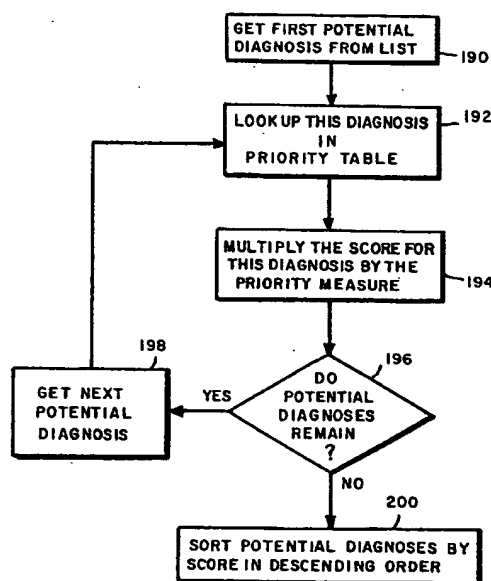 GET FIRST POTENTIAL
DIAGNOSIS FROM LIST
190
LOOKUP THIS DIAGNOSIS
IN
PRIORITY TABLE
192
MULTIPLY THE SCORE FOR
THIS DIAGNOSIS BY THE
PRIORITY MEASURE
194
196
DO
POTENTIAL
DIAGNOSES
REMAIN
?
YES
198
GET NEXT
POTENTIAL
DIAGNOSIS
NO
200
SORT POTENTIAL DIAGNOSES BY
SCORE IN DESCENDING ORDER